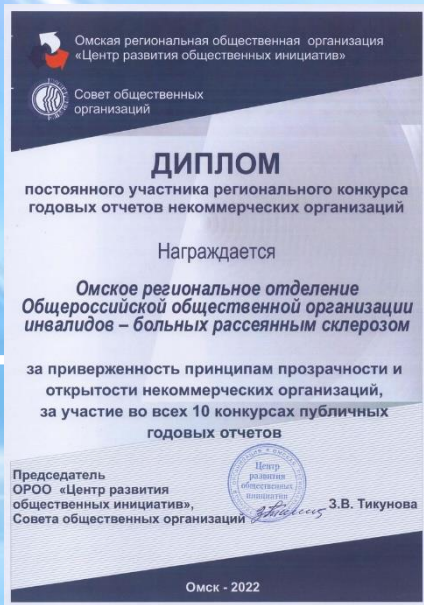 Омская региональная общественная организация
«Центр развития общественных инициатив»
Совет общественных
организаций
ДИПЛОМ
постоянного участника регионального конкурса
годовых отчетов некоммерческих организаций
Награждается
Омское региональное отделение
Общероссийской общественной организации
инвалидов – больных рассеянным склерозом
за приверженность принципам прозрачности и
открытости некоммерческих организаций,
за участие во всех 10 конкурсах публичных
годовых отчетов
Председатель
ОРОО «Центр развития
общественных инициатив»,
Совета общественных организаций
Центр
развития
общественных
инициатив
З.В. Тикунова
Омск - 2022